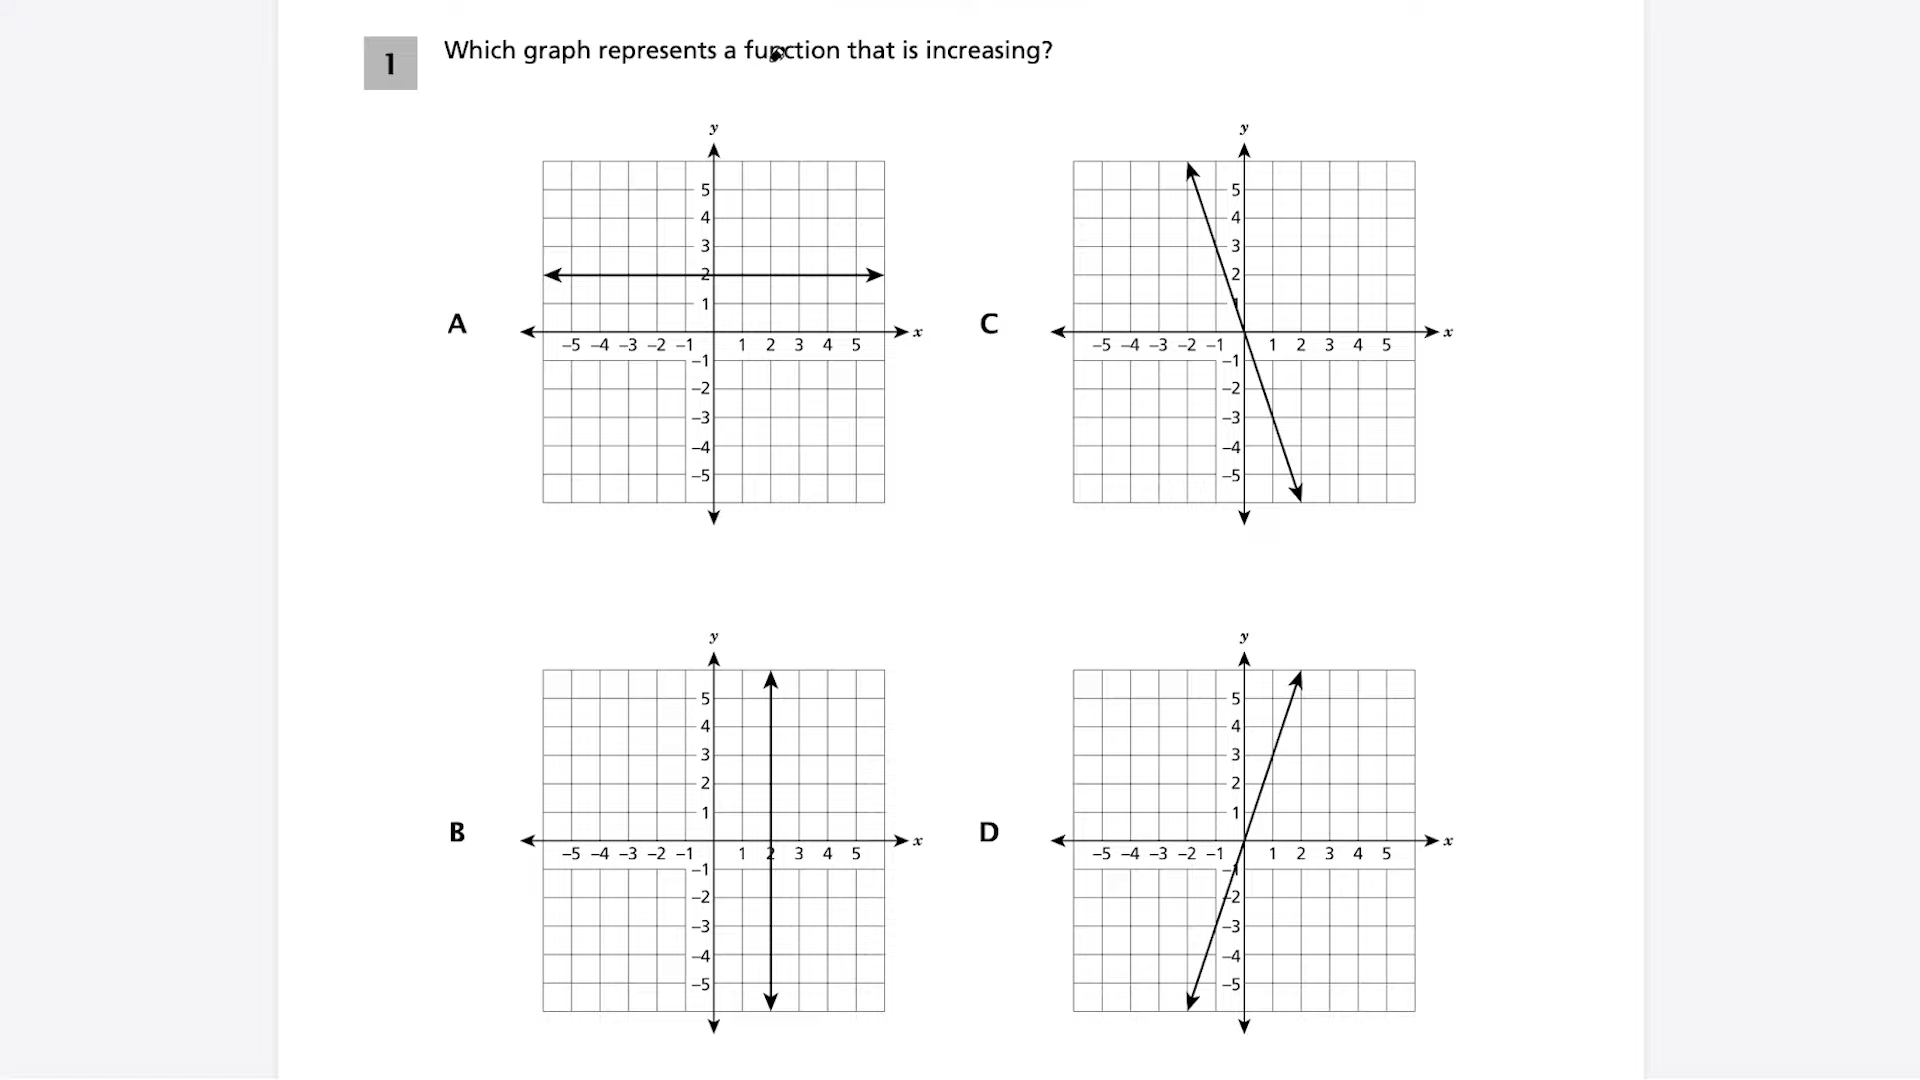 1
Which graph represents a function that is increasing?
y
5
4
3
2
1
A
x
–5 –4 –3 –2 –1 1 2 3 4 5
–1
–2
–3
–4
–5
y
5
4
3
2
1
C
x
–5 –4 –3 –2 –1 1 2 3 4 5
–1
–2
–3
–4
–5
y
5
4
3
2
1
B
x
–5 –4 –3 –2 –1 1 2 3 4 5
–1
–2
–3
–4
–5
y
5
4
3
2
1
D
x
–5 –4 –3 –2 –1 1 2 3 4 5
–1
–2
–3
–4
–5